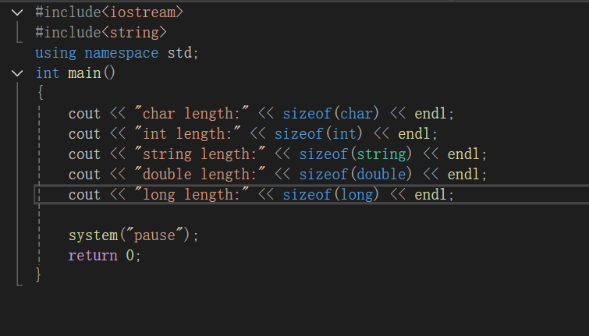 #include<iostream>
#include<string>
using namespace std;
int main()
{
cout << "char length:" << sizeof(char) << endl;
cout << "int length:" << sizeof(int) << endl;
cout << "string length:" << sizeof(string) << endl;
cout << "double length:" << sizeof(double) << endl;
cout << "long length:" << sizeof(long) << endl;
system("pause");
return 0;
}